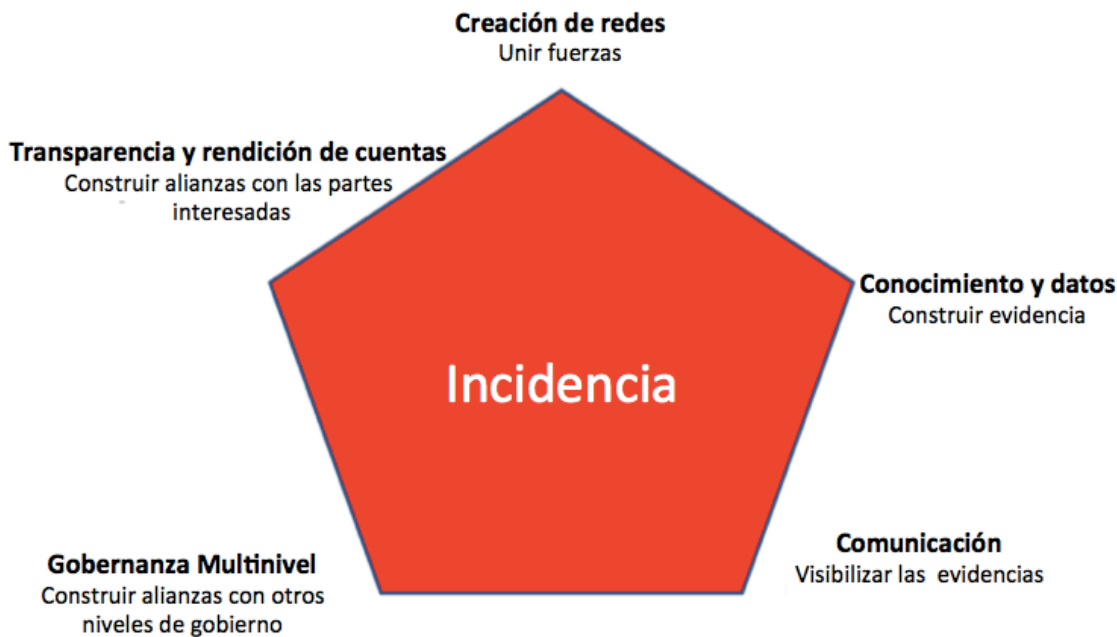 Creación de redes
Unir fuerzas
Transparencia y rendición de cuentas
Construir alianzas con las partes
interesadas
Conocimiento y datos
Construir evidencia
Incidencia
Comunicación
Visibilizar las evidencias
Gobernanza Multinivel
Construir alianzas con otros
niveles de gobierno